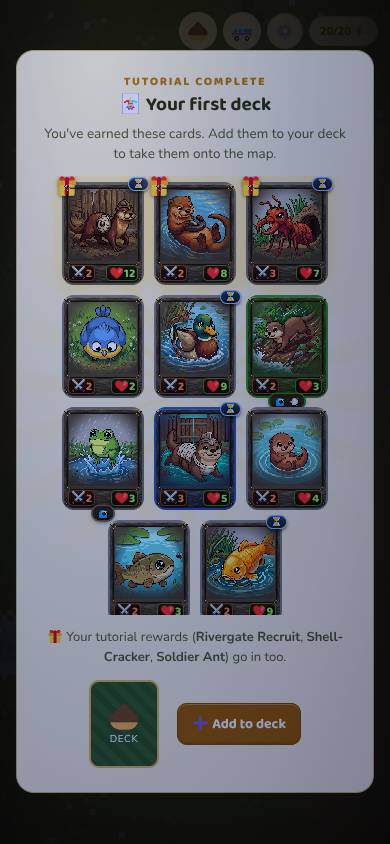 20/20
TUTORIAL COMPLETE
Your first deck
You've earned these cards. Add them to your deck
to take them onto the map.
2 12 2 8 3 7
2 2 2 9 2 3
2 3 3 5 2 4
2 3 2 9
Your tutorial rewards (Rivergate Recruit, Shell-
Cracker, Soldier Ant) go in too.
DECK
+ Add to deck